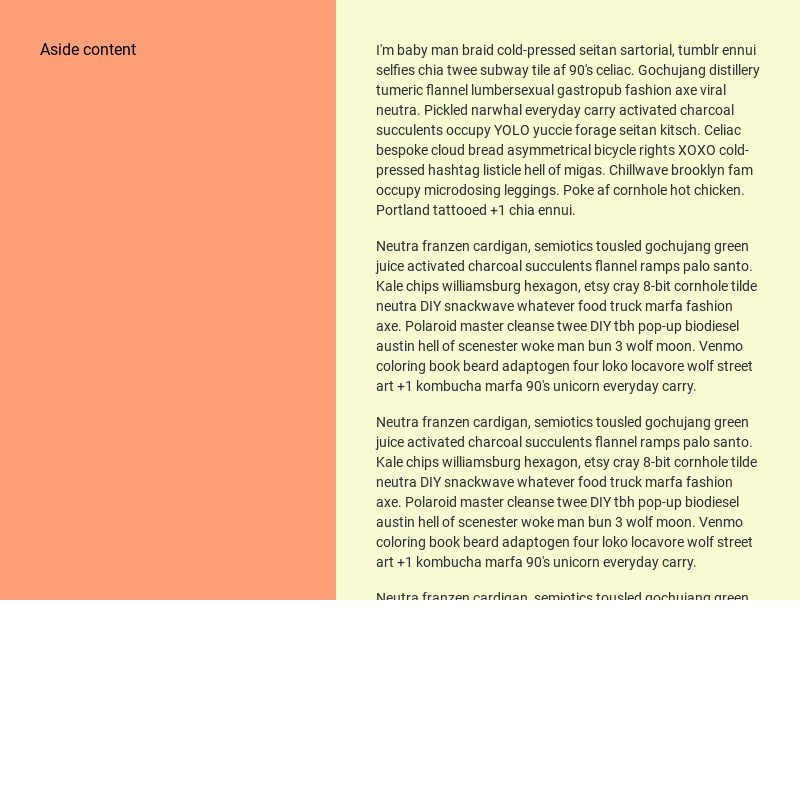 Aside content
I'm baby man braid cold-pressed seitan sartorial, tumblr ennui
selfies chia twee subway tile af 90's celiac. Gochujang distillery
tumeric flannel lumbersexual gastropub fashion axe viral
neutra. Pickled narwhal everyday carry activated charcoal
succulents occupy YOLO yuccie forage seitan kitsch. Celiac
bespoke cloud bread asymmetrical bicycle rights XOXO cold-
pressed hashtag listicle hell of migas. Chillwave brooklyn fam
occupy microdosing leggings. Poke af cornhole hot chicken.
Portland tattooed +1 chia ennui.
Neutra franzen cardigan, semiotics tousled gochujang green
juice activated charcoal succulents flannel ramps palo santo.
Kale chips williamsburg hexagon, etsy cray 8-bit cornhole tilde
neutra DIY snackwave whatever food truck marfa fashion
axe. Polaroid master cleanse twee DIY tbh pop-up biodiesel
austin hell of scenester woke man bun 3 wolf moon. Venmo
coloring book beard adaptogen four loko locavore wolf street
art +1 kombucha marfa 90's unicorn everyday carry.
Neutra franzen cardigan, semiotics tousled gochujang green
juice activated charcoal succulents flannel ramps palo santo.
Kale chips williamsburg hexagon, etsy cray 8-bit cornhole tilde
neutra DIY snackwave whatever food truck marfa fashion
axe. Polaroid master cleanse twee DIY tbh pop-up biodiesel
austin hell of scenester woke man bun 3 wolf moon. Venmo
coloring book beard adaptogen four loko locavore wolf street
art +1 kombucha marfa 90's unicorn everyday carry.
Neutra franzen cardigan, semiotics tousled gochujang green